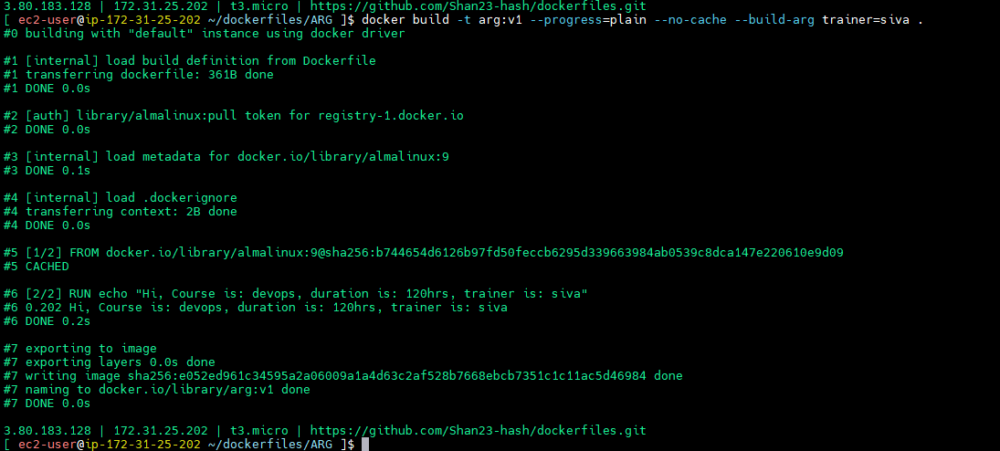 3.80.183.128 | 172.31.25.202 | t3.micro | https://github.com/Shan23-hash/dockerfiles.git
[ ec2-user@ip-172-31-25-202 ~/dockerfiles/ARG ]$ docker build -t arg:v1 --progress=plain --no-cache --build-arg trainer=siva .
#0 building with "default" instance using docker driver
#1 [internal] load build definition from Dockerfile
#1 transferring dockerfile: 361B done
#1 DONE 0.0s
#2 [auth] library/almalinux:pull token for registry-1.docker.io
#2 DONE 0.0s
#3 [internal] load metadata for docker.io/library/almalinux:9
#3 DONE 0.1s
#4 [internal] load .dockerignore
#4 transferring context: 2B done
#4 DONE 0.0s
#5 [1/2] FROM docker.io/library/almalinux:9@sha256:b744654d6126b97fd50feccb6295d339663984ab0539c8dca147e220610e9d09
#5 CACHED
#6 [2/2] RUN echo "Hi, Course is: devops, duration is: 120hrs, trainer is: siva"
#6 0.202 Hi, Course is: devops, duration is: 120hrs, trainer is: siva
#6 DONE 0.2s
#7 exporting to image
#7 exporting layers 0.0s done
#7 writing image sha256:e052ed961c34595a2a06009a1a4d63c2af528b7668ebcb7351c1c11ac5d46984 done
#7 naming to docker.io/library/arg:v1 done
#7 DONE 0.0s
3.80.183.128 | 172.31.25.202 | t3.micro | https://github.com/Shan23-hash/dockerfiles.git
[ ec2-user@ip-172-31-25-202 ~/dockerfiles/ARG ]$